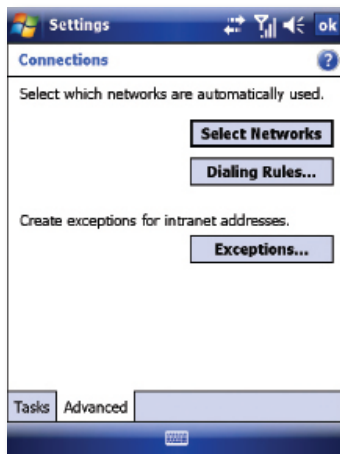 Settings
ok
Connections
?
Select which networks are automatically used.
Select Networks
Dialing Rules...
Create exceptions for intranet addresses.
Exceptions...
Tasks Advanced